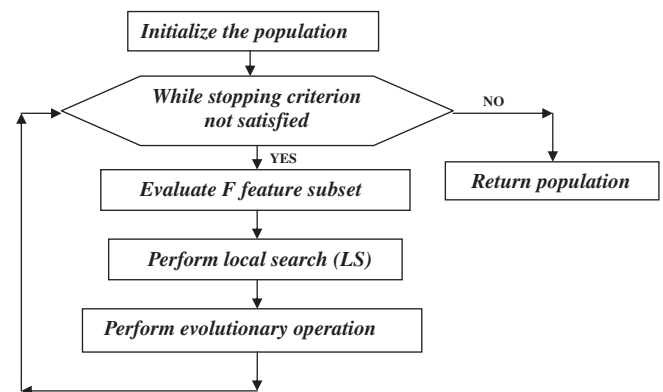 Initialize the population
While stopping criterion
not satisfied
NO
YES
Evaluate F feature subset
Return population
Perform local search (LS)
Perform evolutionary operation